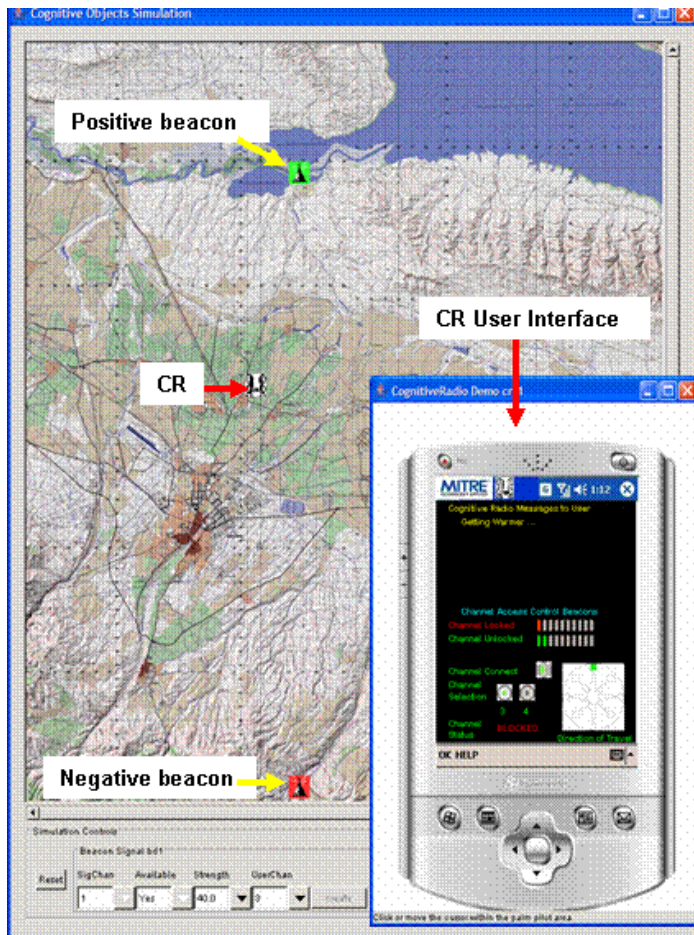 Cognitive Objects Simulation
Positive beacon
CR User Interface
CR
CognitiveRadio Demo
MITRE
G
1:12
Cognitive Radio Messages to User
Getting Warmer ...
Channel Access Control Beacons
Channel Locked
Channel Unlocked
Channel Connect
Channel
Selection
3 4
Channel
Status
BLOCKED
Direction of Travel
OK HELP
Negative beacon
Simulation Controls
Beacon Signal bd1
Reset
SigChan Available Strength UserChan
1 Yes 40.0
Click or move the cursor within the palm pilot area.